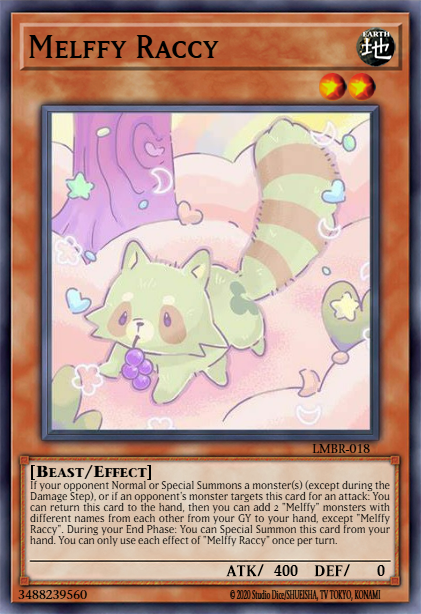 MELFFY RACCY
EARTH
地
LMBR-018
[BEAST/EFFECT]
If your opponent Normal or Special Summons a monster(s) (except during the
Damage Step), or if an opponent's monster targets this card for an attack: You
can return this card to the hand, then you can add 2 "Melffy" monsters with
different names from each other from your GY to your hand, except "Melffy
Raccy". During your End Phase: You can Special Summon this card from your
hand. You can only use each effect of "Melffy Raccy" once per turn.
ATK/ 400 DEF/ 0
3488239560
©2020 Studio Dice/SHUEISHA, TV TOKYO, KONAMI